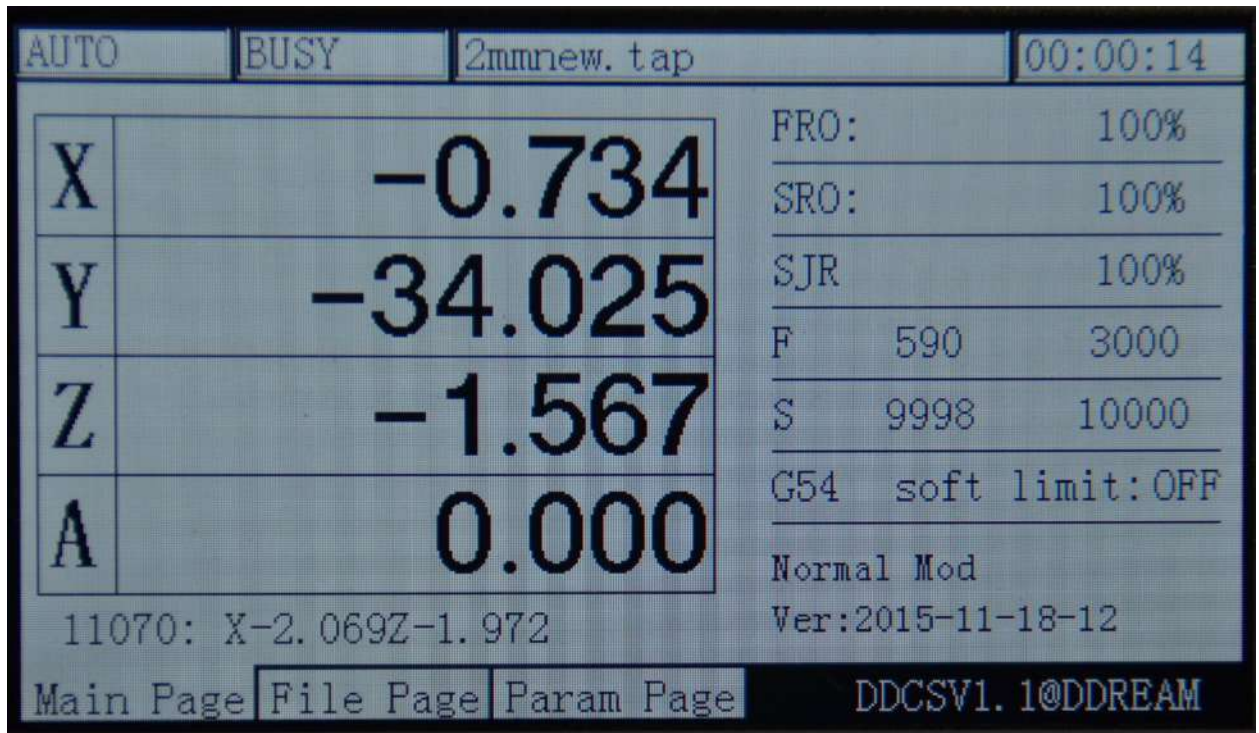 AUTO BUSY 2mmnew.tap 00:00:14
X -0.734
Y -34.025
Z -1.567
A 0.000
11070: X-2.069Z-1.972
FRO: 100%
SRO: 100%
SJR 100%
F 590 3000
S 9998 10000
G54 soft limit:OFF
Normal Mod
Ver:2015-11-18-12
Main Page File Page Param Page DDCSV1.1@DDREAM